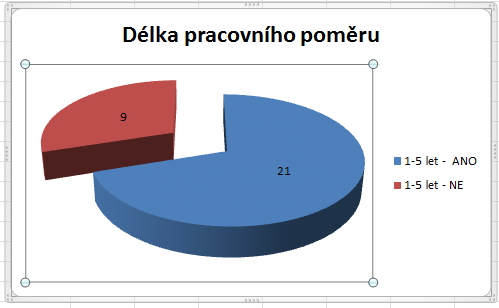 Délka pracovního poměru
9
21
1-5 let - ANO
1-5 let - NE